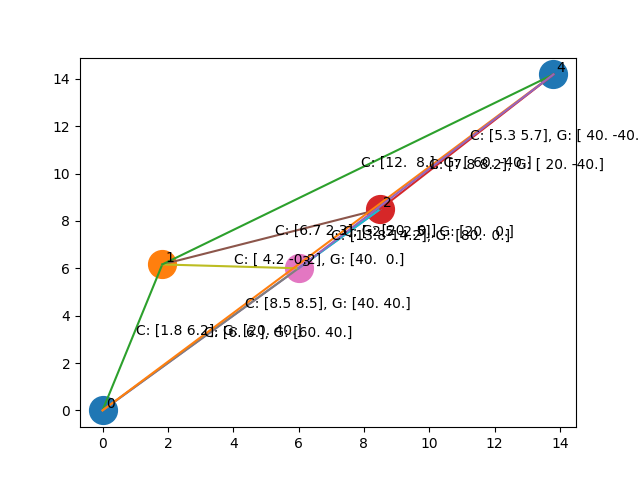 14
12
10
8
6
4
2
0
4
C: [5.3 5.7], G: [ 40. -40.
C: [12. 8.], G: [ 60. -40.]
C: [7.8 8.2], G: [ 20. -40.]
2
C: [6.7 2.3], G: [20. 40.]
C: [13.8 14.2], G: [80. 0.]
1
C: [ 4.2 -0.2], G: [40. 0.]
3
C: [8.5 8.5], G: [40. 40.]
C: [1.8 6.2], G: [20. 40.]
C: [6. 6.], G: [60. 40.]
0
0 2 4 6 8 10 12 14